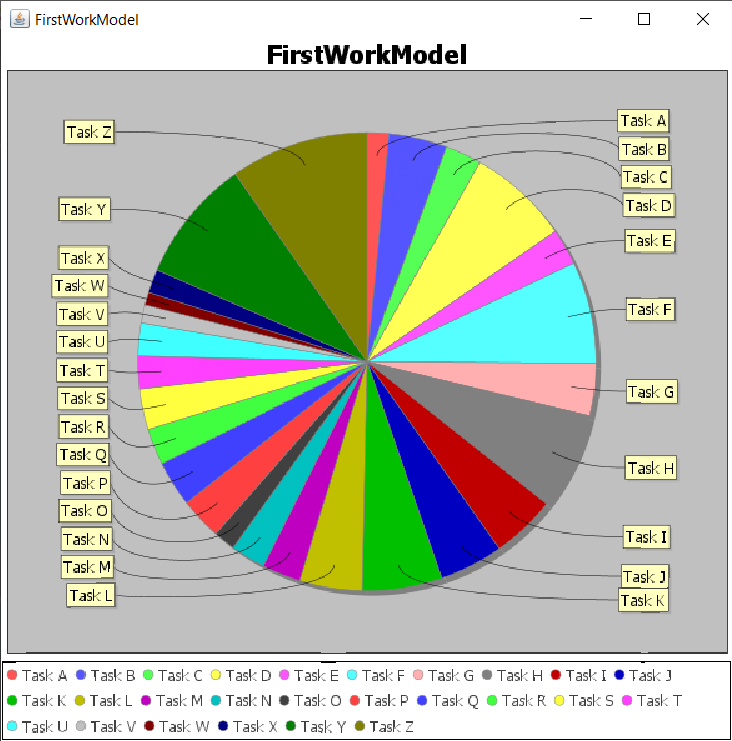 FirstWorkModel
FirstWorkModel
Task A
Task Z
Task B
Task C
Task D
Task Y
Task E
Task X
Task W
Task F
Task V
Task U
Task T
Task G
Task S
Task R
Task Q
Task H
Task P
Task O
Task I
Task N
Task M
Task J
Task L
Task K
Task A Task B Task C Task D Task E Task F Task G Task H Task I Task J
Task K Task L Task M Task N Task O Task P Task Q Task R Task S Task T
Task U Task V Task W Task X Task Y Task Z